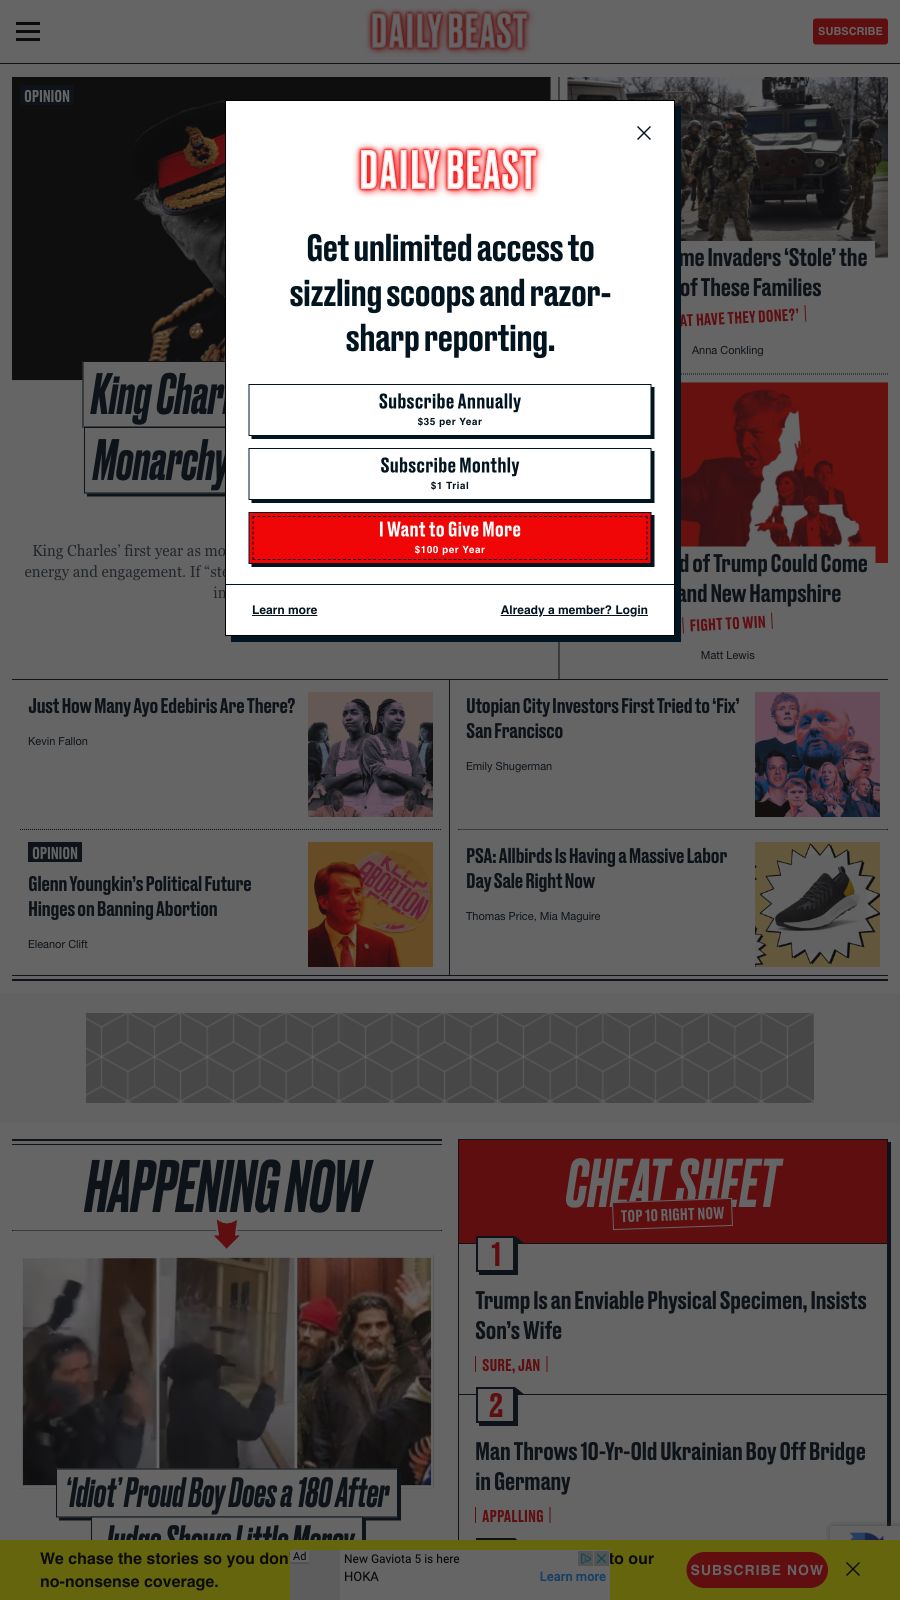 DAILY BEAST
SUBSCRIBE
OPINION
DAILY BEAST
Get unlimited access to
sizzling scoops and razor-
sharp reporting.
Subscribe Annually
$35 per Year
Subscribe Monthly
$1 Trial
I Want to Give More
$100 per Year
Learn more
Already a member? Login
King Char
Monarchy
King Charles’ first year as mo
energy and engagement. If “ste
in
me Invaders ‘Stole’ the
of These Families
AT HAVE THEY DONE?’
Anna Conkling
d of Trump Could Come
and New Hampshire
FIGHT TO WIN
Matt Lewis
Just How Many Ayo Edebiris Are There?
Kevin Fallon
Utopian City Investors First Tried to ‘Fix’
San Francisco
Emily Shugerman
OPINION
Glenn Youngkin’s Political Future
Hinges on Banning Abortion
Eleanor Clift
ABORTION
PSA: Allbirds Is Having a Massive Labor
Day Sale Right Now
Thomas Price, Mia Maguire
HAPPENING NOW
‘Idiot’ Proud Boy Does a 180 After
Judge Shows Little Mercy
CHEAT SHEET
TOP 10 RIGHT NOW
1
Trump Is an Enviable Physical Specimen, Insists
Son’s Wife
SURE, JAN
2
Man Throws 10-Yr-Old Ukrainian Boy Off Bridge
in Germany
APPALLING
We chase the stories so you don
to our
no-nonsense coverage.
Ad
New Gaviota 5 is here
HOKA
Learn more
SUBSCRIBE NOW